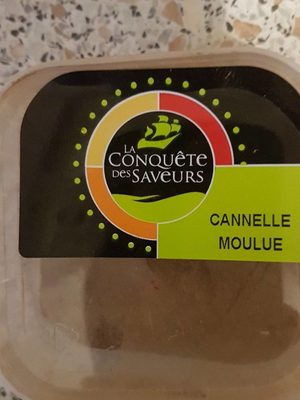 LA
CONQUÊTE
DES SAVEURS
CANNELLE
MOULUE